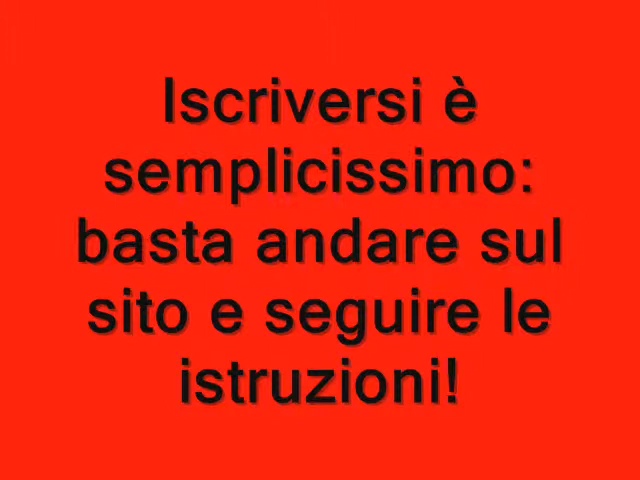 Iscriversi è
semplicissimo:
basta andare sul
sito e seguire le
istruzioni!